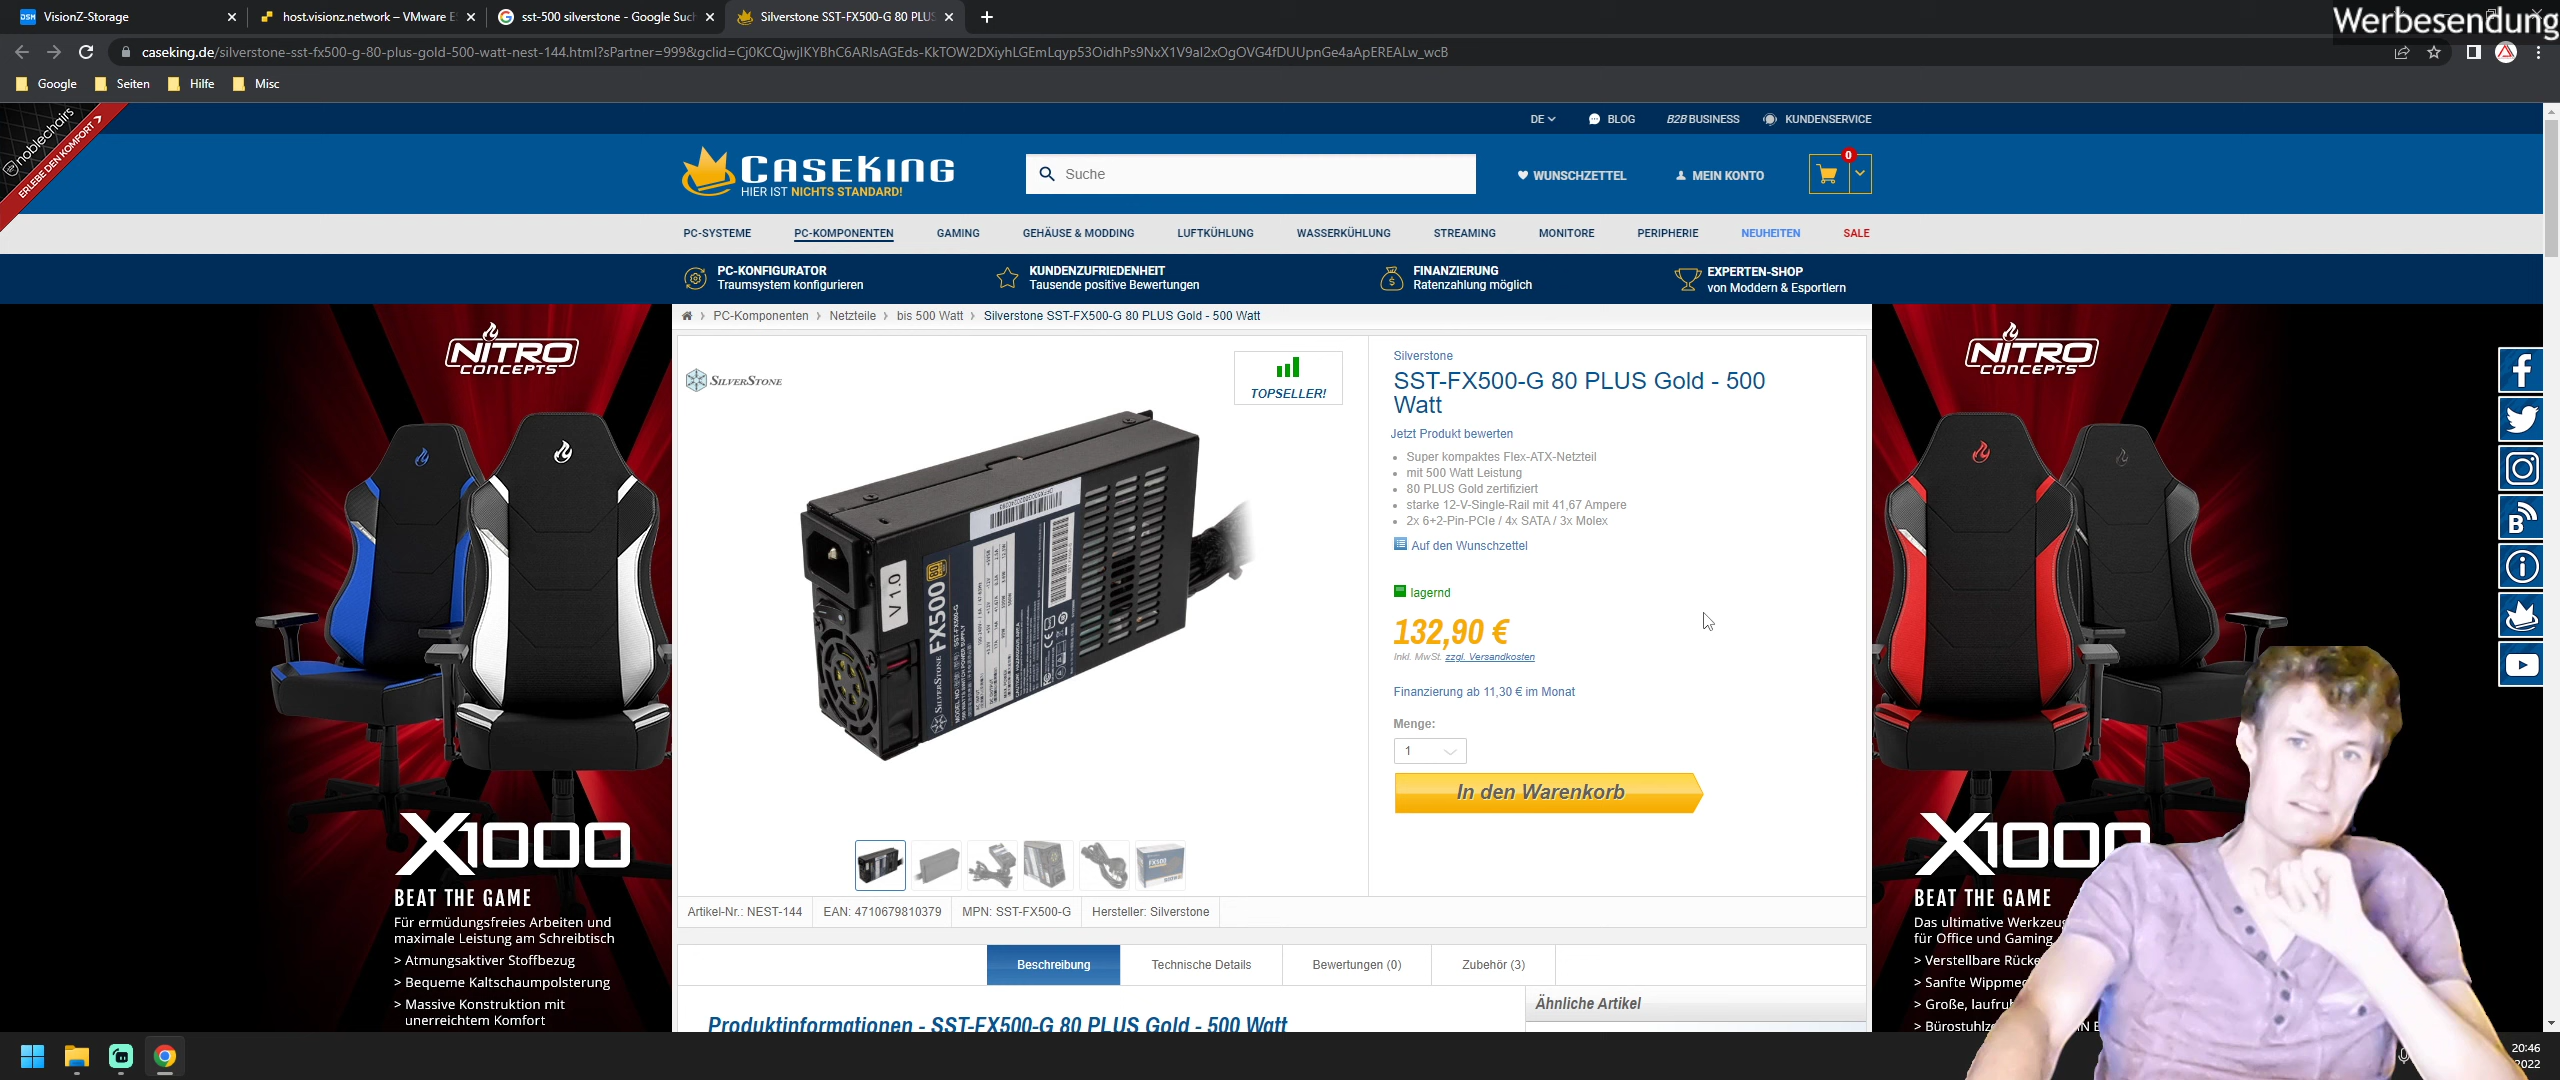 VisionZ-Storage
host.visionz.network – VMware ES
sst-500 silverstone - Google Such
Silverstone SST-FX500-G 80 PLUS
Werbesendung
caseking.de/silverstone-sst-fx500-g-80-plus-gold-500-watt-nest-144.html?sPartner=999&gclid=Cj0KCQjwjIKYBhC6ARIsAGEds-KkTOW2DXiyhLGEmLqyp53OidhPs9NxX1V9al2xOgOVG4fDUUpnGe4aApEREALw_wcB
Google
Seiten
Hilfe
Misc
noblechairs
ERLEBE DEN KOMFORT
DE
BLOG
B2B BUSINESS
KUNDENSERVICE
CASEKING
HIER IST NICHTS STANDARD!
Suche
WUNSCHZETTEL
MEIN KONTO
0
PC-SYSTEME
PC-KOMPONENTEN
GAMING
GEHÄUSE & MODDING
LUFTKÜHLUNG
WASSERKÜHLUNG
STREAMING
MONITORE
PERIPHERIE
NEUHEITEN
SALE
PC-KONFIGURATOR
Traumsystem konfigurieren
KUNDENZUFRIEDENHEIT
Tausende positive Bewertungen
FINANZIERUNG
Ratenzahlung möglich
EXPERTEN-SHOP
von Moddern & Esportlern
PC-Komponenten
Netzteile
bis 500 Watt
Silverstone SST-FX500-G 80 PLUS Gold - 500 Watt
NITRO
CONCEPTS
X1000
BEAT THE GAME
Für ermüdungsfreies Arbeiten und
maximale Leistung am Schreibtisch
> Atmungsaktiver Stoffbezug
> Bequeme Kaltschaumpolsterung
> Massive Konstruktion mit
unerreichtem Komfort
SILVERSTONE
TOPSELLER!
V 1.0
SILVERSTONE FX500
Silverstone
SST-FX500-G 80 PLUS Gold - 500
Watt
Jetzt Produkt bewerten
Super kompaktes Flex-ATX-Netzteil
mit 500 Watt Leistung
80 PLUS Gold zertifiziert
starke 12-V-Single-Rail mit 41,67 Ampere
2x 6+2-Pin-PCIe / 4x SATA / 3x Molex
Auf den Wunschzettel
lagernd
132,90 €
Inkl. MwSt. zzgl. Versandkosten
Finanzierung ab 11,30 € im Monat
Menge:
1
In den Warenkorb
Artikel-Nr.: NEST-144
EAN: 4710679810379
MPN: SST-FX500-G
Hersteller: Silverstone
Beschreibung
Technische Details
Bewertungen (0)
Zubehör (3)
Produktinformationen - SST-FX500-G 80 PLUS Gold - 500 Watt
Ähnliche Artikel
NITRO
CONCEPTS
X1000
BEAT THE GAME
Das ultimative Werkzeug
für Office und Gaming
> Verstellbare Rücke
> Sanfte Wippmec
> Große, laufruh
> Bürostuhlz
20:46
2022